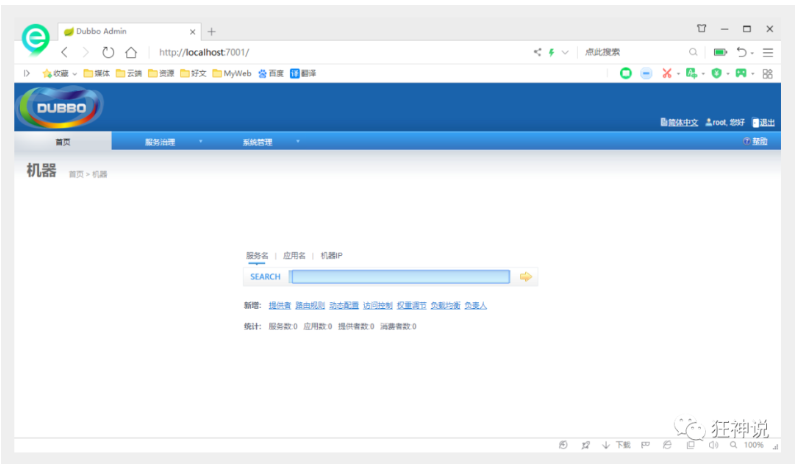 Dubbo Admin
http://localhost:7001/
点此搜索
收藏 媒体 云端 资源 好文 MyWeb 百度 译 翻译
DUBBO
简体中文 root, 您好 退出
首页 服务治理 系统管理 帮助
机器 首页 > 机器
服务名 | 应用名 | 机器IP
SEARCH
新增: 提供者 路由规则 动态配置 访问控制 权重调节 负载均衡 负责人
统计: 服务数:0 应用数:0 提供者数:0 消费者数:0
狂神说
下载 100%